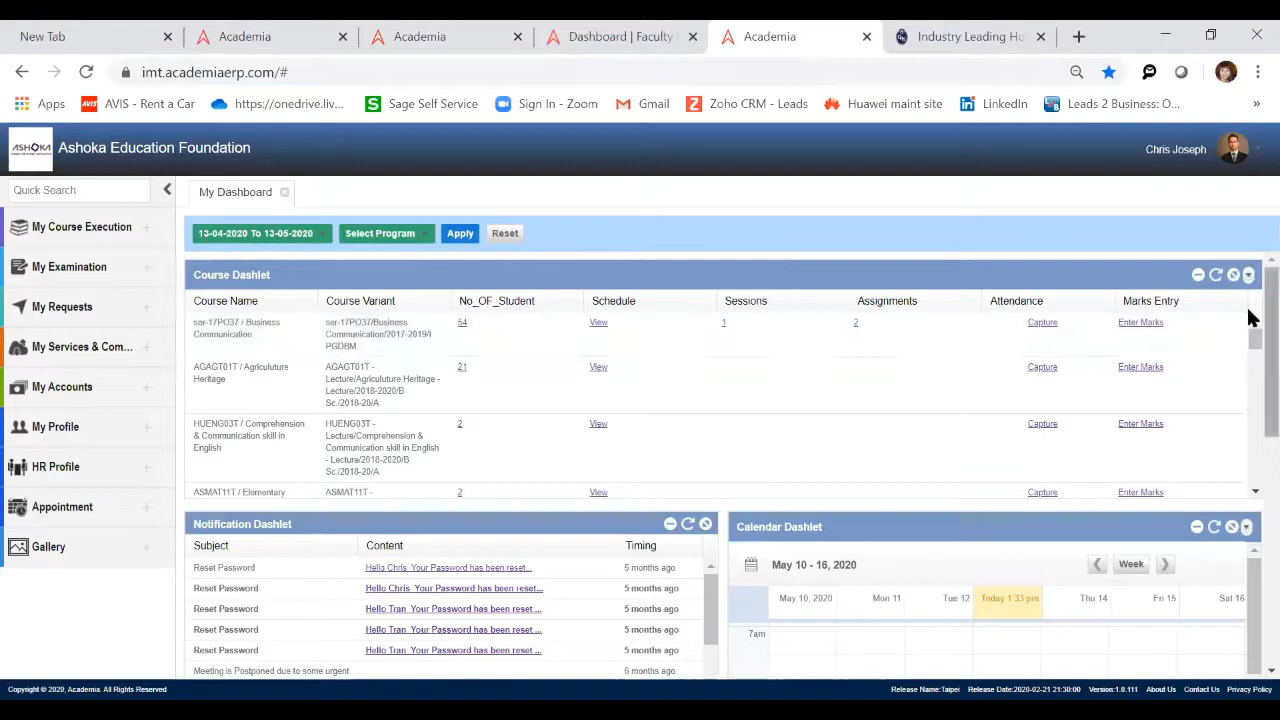 New Tab
Academia
Academia
Dashboard | Faculty
Academia
Industry Leading Ho
imt.academiaerp.com/#
Apps
AVIS - Rent a Car
https://onedrive.liv...
Sage Self Service
Sign In - Zoom
Gmail
Zoho CRM - Leads
Huawei maint site
LinkedIn
Leads 2 Business: O...
ASHOKA
Ashoka Education Foundation
Chris Joseph
Quick Search
My Dashboard
My Course Execution
My Examination
My Requests
My Services & Com...
My Accounts
My Profile
HR Profile
Appointment
Gallery
13-04-2020 To 13-05-2020
Select Program
Apply
Reset
Course Dashlet
Course Name Course Variant No_OF_Student Schedule Sessions Assignments Attendance Marks Entry
ser-17PO37 / Business ser-17PO37/Business 54 View 1 2 Capture Enter Marks
Communication Communication/2017-2019/I
PGDBM
AGAGT01T / Agriculuture AGAGT01T - 21 View Capture Enter Marks
Heritage Lecture/Agriculuture Heritage -
Lecture/2018-2020/B
Sc./2018-20/A
HUENG03T / Comprehension HUENG03T - 2 View Capture Enter Marks
& Communication skill in Lecture/Comprehension &
English Communication skill in English
- Lecture/2018-2020/B
Sc./2018-20/A
ASMAT11T / Elementary ASMAT11T - 2 View Capture Enter Marks
Notification Dashlet
Subject Content Timing
Reset Password Hello Chris Your Password has been reset... 5 months ago
Reset Password Hello Chris Your Password has been reset ... 5 months ago
Reset Password Hello Tran Your Password has been reset ... 5 months ago
Reset Password Hello Tran Your Password has been reset ... 5 months ago
Reset Password Hello Tran Your Password has been reset ... 5 months ago
Meeting is Postponed due to some urgent 6 months ago
Calendar Dashlet
May 10 - 16, 2020
Week
May 10, 2020 Mon 11 Tue 12 Today 1 33 pm Thu 14 Fri 15 Sat 16
7am
Copyright © 2020, Academia. All Rights Reserved
Release Name:Taipei Release Date:2020-02-21 21:30:00 Version:1.0.111 About Us Contact Us Privacy Policy